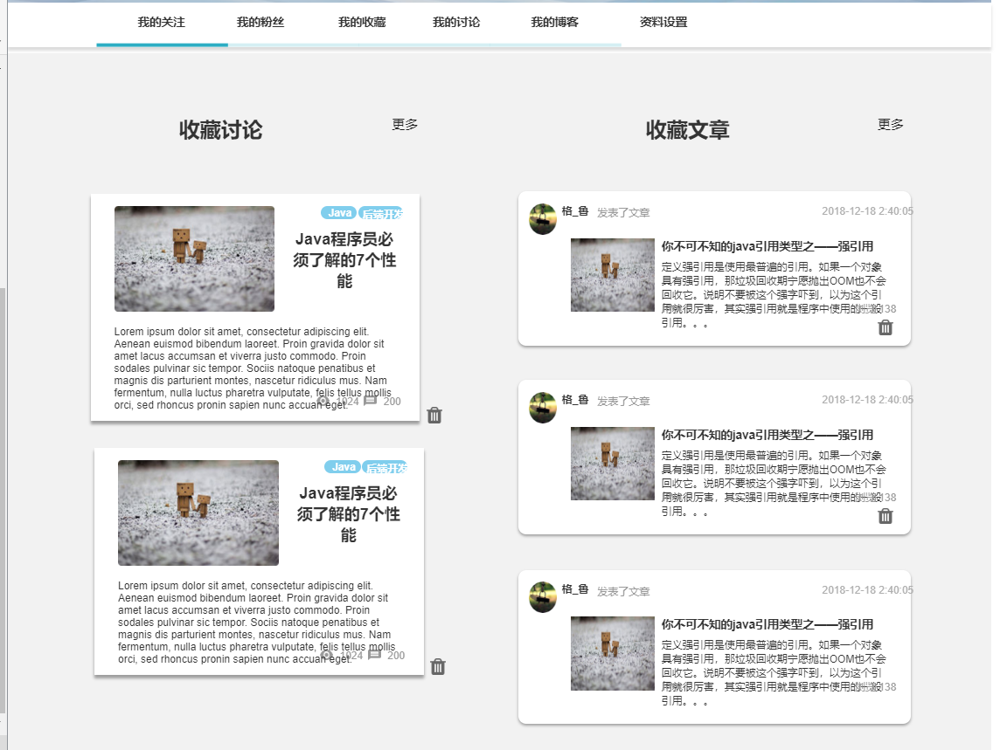 我的关注 我的粉丝 我的收藏 我的讨论 我的博客 资料设置
收藏讨论 更多
Java 后端开发
Java程序员必
须了解的7个性
能
Lorem ipsum dolor sit amet, consectetur adipiscing elit.
Aenean euismod bibendum laoreet. Proin gravida dolor sit
amet lacus accumsan et viverra justo commodo. Proin
sodales pulvinar sic tempor. Sociis natoque penatibus et
magnis dis parturient montes, nascetur ridiculus mus. Nam
fermentum, nulla luctus pharetra vulputate, felis tellus mollis
orci, sed rhoncus pronin sapien nunc accuan eget.
1024 200
Java 后端开发
Java程序员必
须了解的7个性
能
Lorem ipsum dolor sit amet, consectetur adipiscing elit.
Aenean euismod bibendum laoreet. Proin gravida dolor sit
amet lacus accumsan et viverra justo commodo. Proin
sodales pulvinar sic tempor. Sociis natoque penatibus et
magnis dis parturient montes, nascetur ridiculus mus. Nam
fermentum, nulla luctus pharetra vulputate, felis tellus mollis
orci, sed rhoncus pronin sapien nunc accuan eget.
1024 200
收藏文章 更多
格_鲁 发表了文章 2018-12-18 2:40:05
你不可不知的java引用类型之——强引用
定义强引用是使用最普遍的引用。如果一个对象
具有强引用，那垃圾回收期宁愿抛出OOM也不会
回收它。说明不要被这个强字吓到，以为这个引
用就很厉害，其实强引用就是程序中使用的一般
引用。。。
138
格_鲁 发表了文章 2018-12-18 2:40:05
你不可不知的java引用类型之——强引用
定义强引用是使用最普遍的引用。如果一个对象
具有强引用，那垃圾回收期宁愿抛出OOM也不会
回收它。说明不要被这个强字吓到，以为这个引
用就很厉害，其实强引用就是程序中使用的一般
引用。。。
138
格_鲁 发表了文章 2018-12-18 2:40:05
你不可不知的java引用类型之——强引用
定义强引用是使用最普遍的引用。如果一个对象
具有强引用，那垃圾回收期宁愿抛出OOM也不会
回收它。说明不要被这个强字吓到，以为这个引
用就很厉害，其实强引用就是程序中使用的一般
引用。。。
138